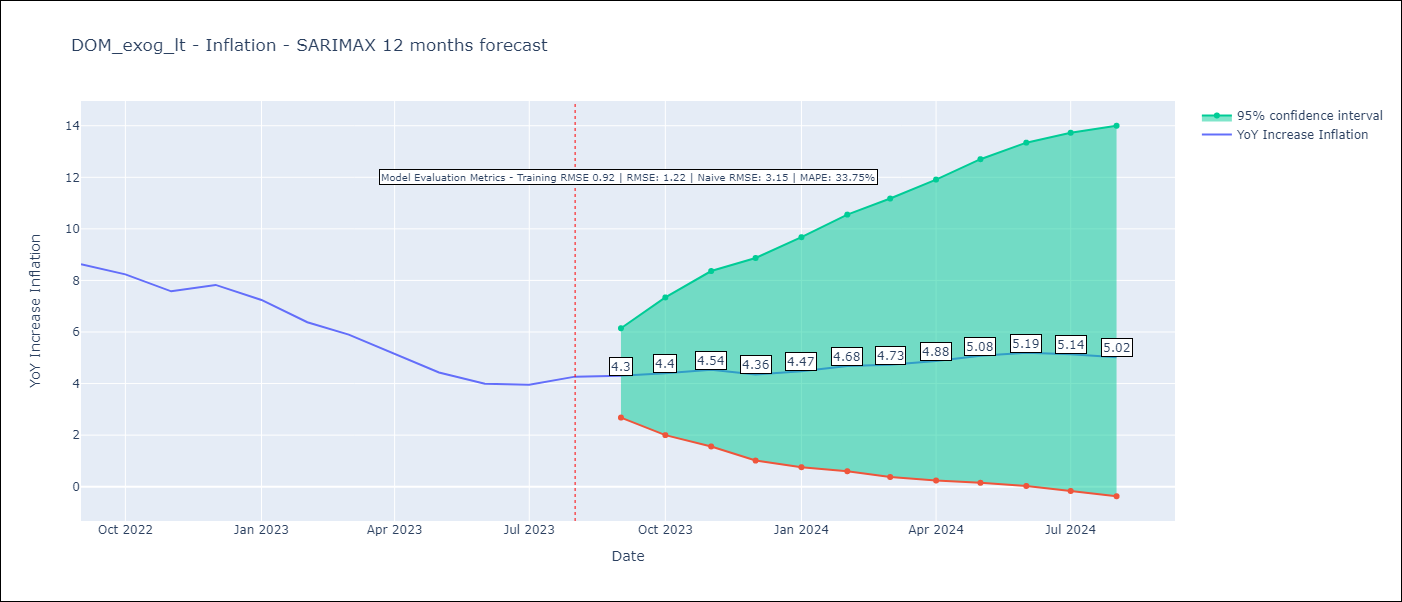 DOM_exog_lt - Inflation - SARIMAX 12 months forecast
95% confidence interval
YoY Increase Inflation
Model Evaluation Metrics - Training RMSE 0.92 | RMSE: 1.22 | Naive RMSE: 3.15 | MAPE: 33.75%
YoY Increase Inflation
14
12
10
8
6
4
2
0
4.3
4.4
4.54
4.36
4.47
4.68
4.73
4.88
5.08
5.19
5.14
5.02
Oct 2022
Jan 2023
Apr 2023
Jul 2023
Oct 2023
Jan 2024
Apr 2024
Jul 2024
Date